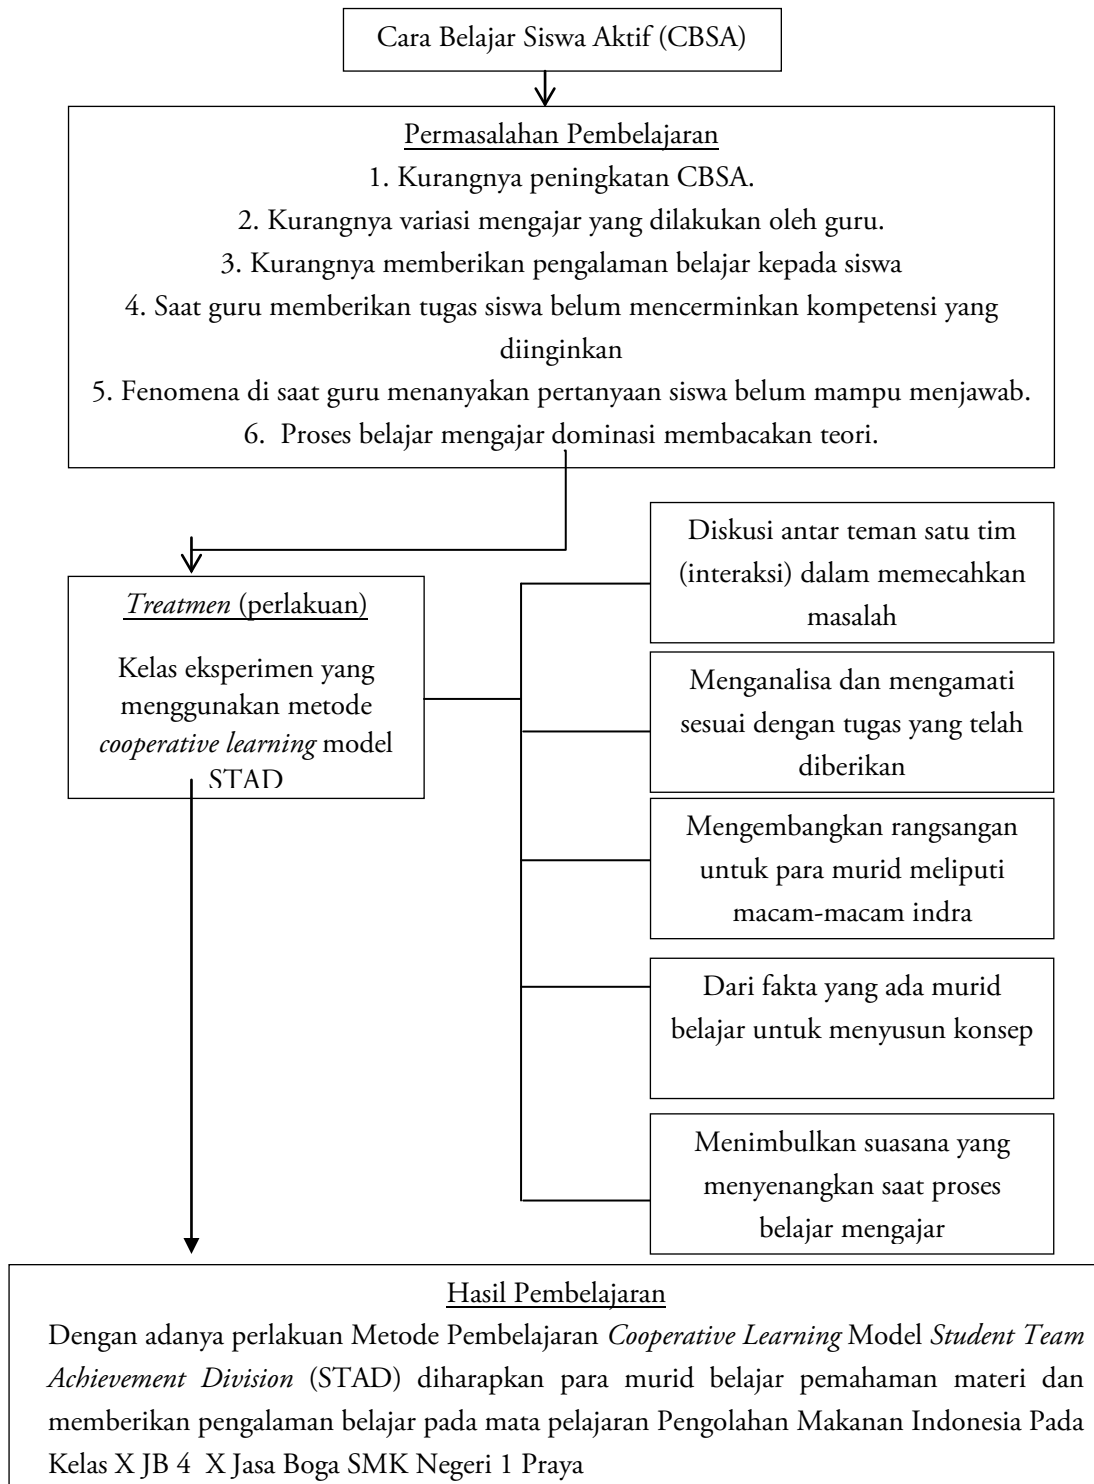 Cara Belajar Siswa Aktif (CBSA)
Permasalahan Pembelajaran
1. Kurangnya peningkatan CBSA.
2. Kurangnya variasi mengajar yang dilakukan oleh guru.
3. Kurangnya memberikan pengalaman belajar kepada siswa
4. Saat guru memberikan tugas siswa belum mencerminkan kompetensi yang
diinginkan
5. Fenomena di saat guru menanyakan pertanyaan siswa belum mampu menjawab.
6. Proses belajar mengajar dominasi membacakan teori.
Treatmen (perlakuan)
Kelas eksperimen yang
menggunakan metode
cooperative learning model
STAD
Diskusi antar teman satu tim
(interaksi) dalam memecahkan
masalah
Menganalisa dan mengamati
sesuai dengan tugas yang telah
diberikan
Mengembangkan rangsangan
untuk para murid meliputi
macam-macam indra
Dari fakta yang ada murid
belajar untuk menyusun konsep
Menimbulkan suasana yang
menyenangkan saat proses
belajar mengajar
Hasil Pembelajaran
Dengan adanya perlakuan Metode Pembelajaran Cooperative Learning Model Student Team
Achievement Division (STAD) diharapkan para murid belajar pemahaman materi dan
memberikan pengalaman belajar pada mata pelajaran Pengolahan Makanan Indonesia Pada
Kelas X JB 4 X Jasa Boga SMK Negeri 1 Praya